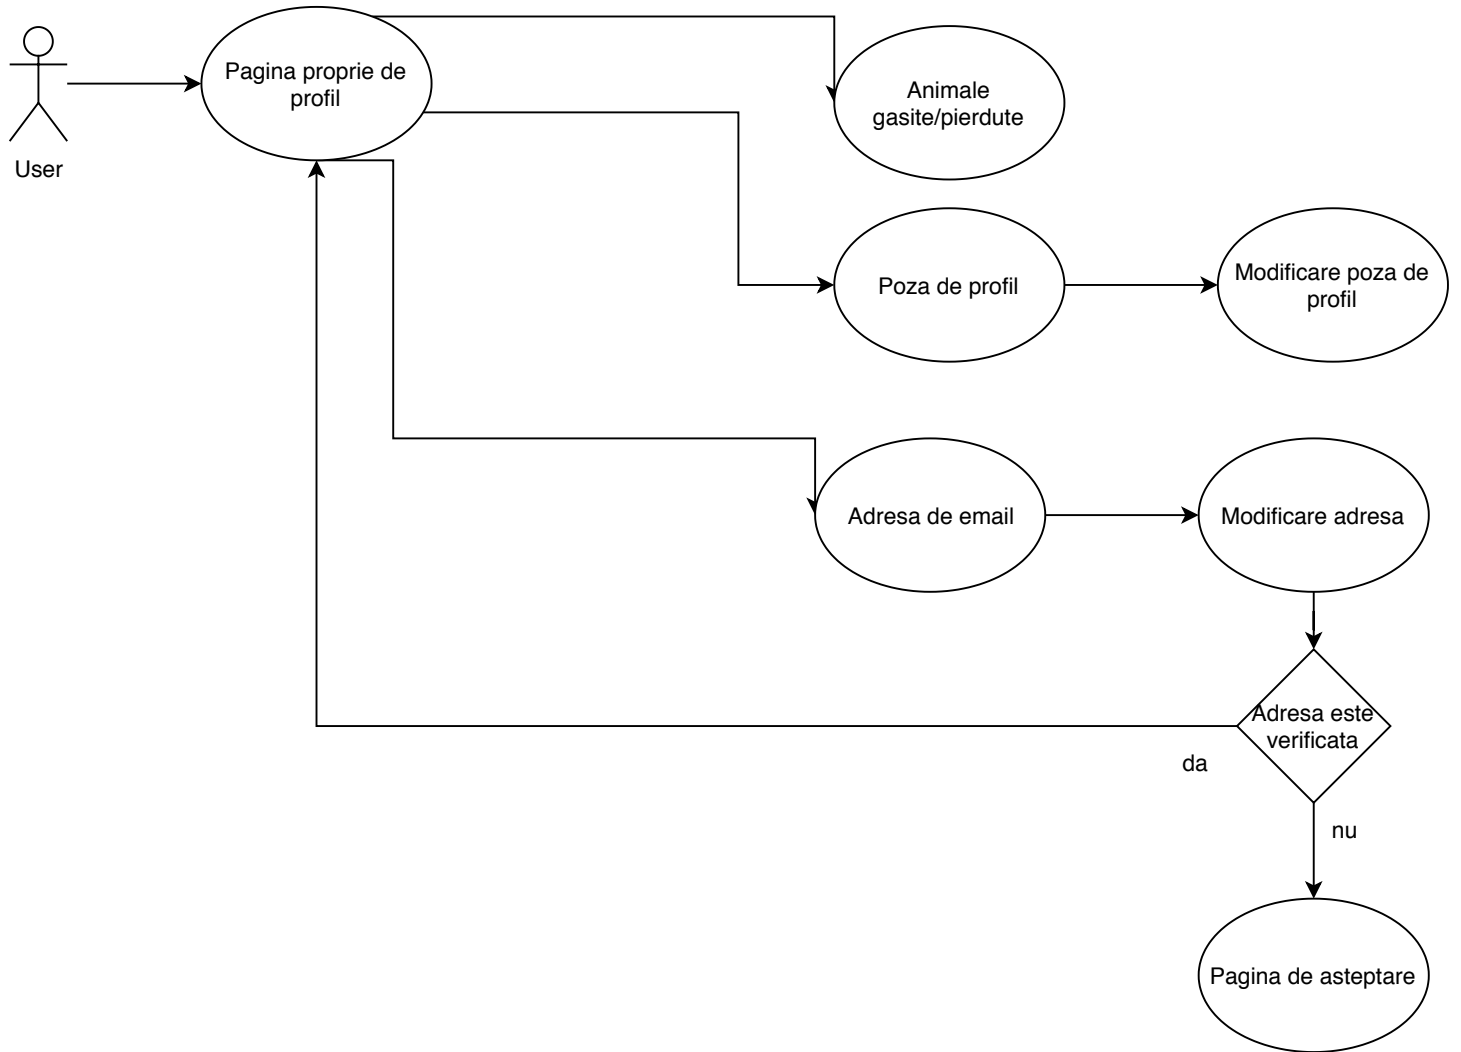 Pagina proprie de
profil
User
Animale
gasite/pierdute
Poza de profil
Modificare poza de
profil
Adresa de email
Modificare adresa
Adresa este
verificata
da
nu
Pagina de asteptare